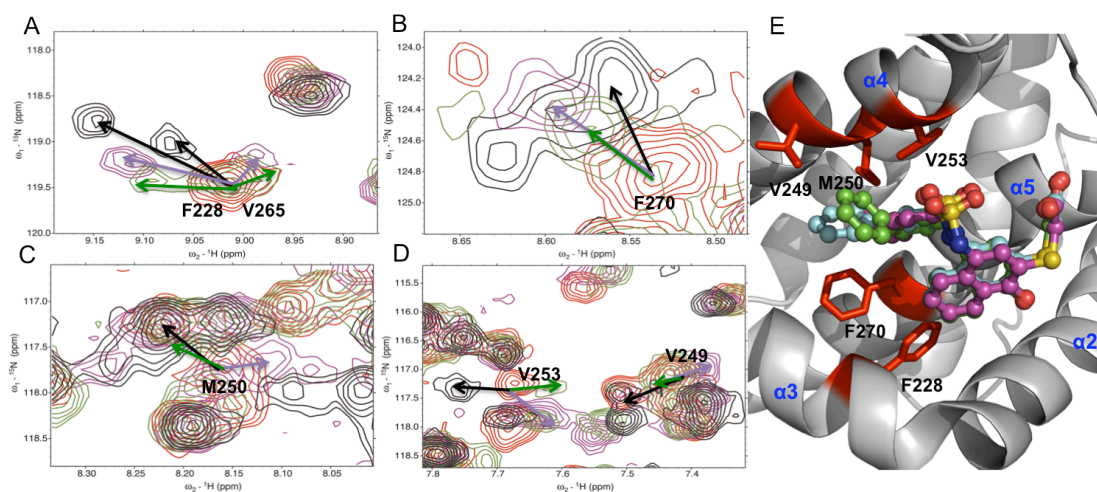 A
118.0
118.5
119.0
119.5
120.0
ω₁ - ¹⁵N (ppm)
F228
V265
9.15
9.10
9.05
9.00
8.95
8.90
ω₂ - ¹H (ppm)
B
124.0
124.2
124.4
124.6
124.8
125.0
ω₁ - ¹⁵N (ppm)
F270
8.65
8.60
8.55
8.50
ω₂ - ¹H (ppm)
C
117.0
117.5
118.0
118.5
ω₁ - ¹⁵N (ppm)
M250
8.30
8.25
8.20
8.15
8.10
8.05
ω₂ - ¹H (ppm)
D
115.5
116.0
116.5
117.0
117.5
118.0
118.5
ω₁ - ¹⁵N (ppm)
V253
V249
7.8
7.7
7.6
7.5
7.4
ω₂ - ¹H (ppm)
E
α4
V253
V249
M250
α5
F270
α2
α3
F228